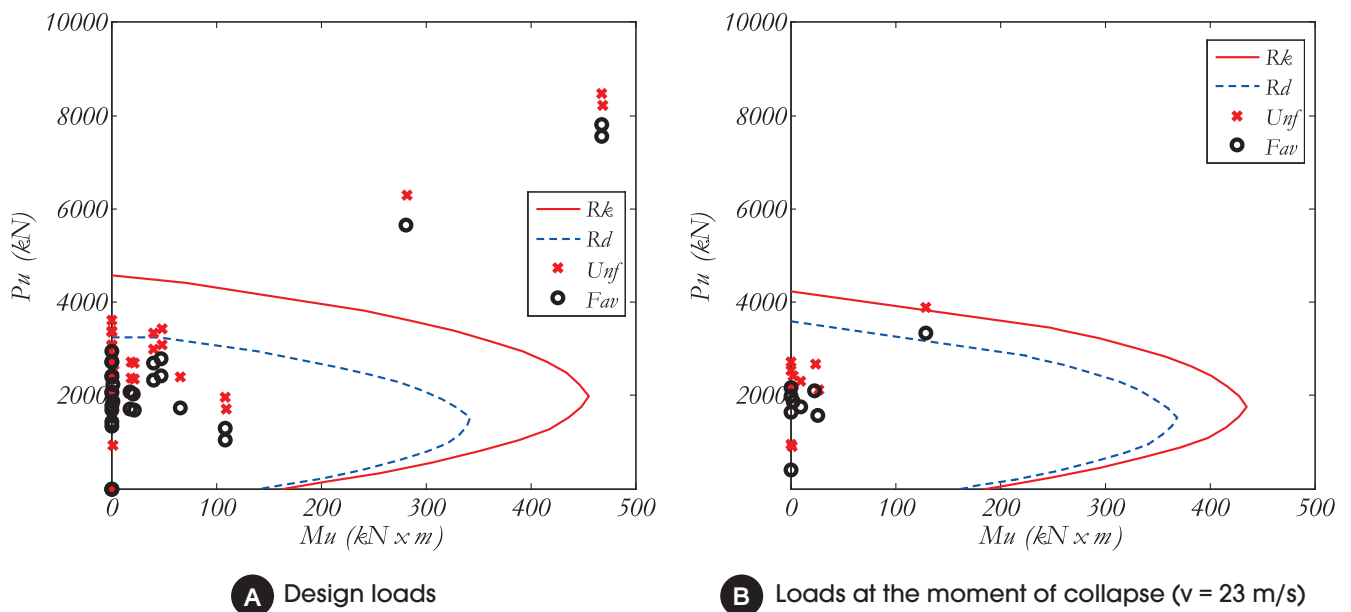 10000
8000
6000
4000
2000
0
100
200
300
400
500
Pu (kN)
Mu (kN x m)
Rk
Rd
Unf
Fav
A Design loads
10000
8000
6000
4000
2000
0
0
100
200
300
400
500
Pu (kN)
Mu (kN x m)
Rk
Rd
Unf
Fav
B Loads at the moment of collapse (v = 23 m/s)